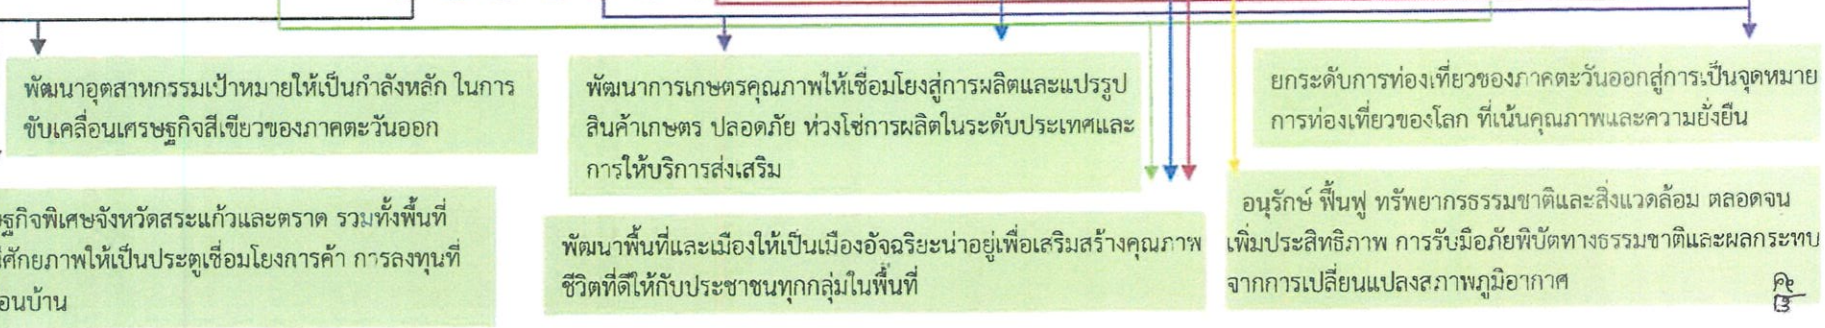 พัฒนาอุตสาหกรรมเป้าหมายให้เป็นกำลังหลัก ในการ
ขับเคลื่อนเศรษฐกิจสีเขียวของภาคตะวันออก
พัฒนาการเกษตรคุณภาพให้เชื่อมโยงสู่การผลิตและแปรรูป
สินค้าเกษตร ปลอดภัย ห่วงโซ่การผลิตในระดับประเทศและ
การให้บริการส่งเสริม
ยกระดับการท่องเที่ยวของภาคตะวันออกสู่การเป็นจุดหมาย
การท่องเที่ยวของโลก ที่เน้นคุณภาพและความยั่งยืน
ฐกิจพิเศษจังหวัดสระแก้วและตราด รวมทั้งพื้นที่
ศักยภาพให้เป็นประตูเชื่อมโยงการค้า การลงทุนที่
อนบ้าน
พัฒนาพื้นที่และเมืองให้เป็นเมืองอัจฉริยะน่าอยู่เพื่อเสริมสร้างคุณภาพ
ชีวิตที่ดีให้กับประชาชนทุกกลุ่มในพื้นที่
อนุรักษ์ ฟื้นฟู ทรัพยากรธรรมชาติและสิ่งแวดล้อม ตลอดจน
เพิ่มประสิทธิภาพ การรับมือภัยพิบัติทางธรรมชาติและผลกระทบ
จากการเปลี่ยนแปลงสภาพภูมิอากาศ